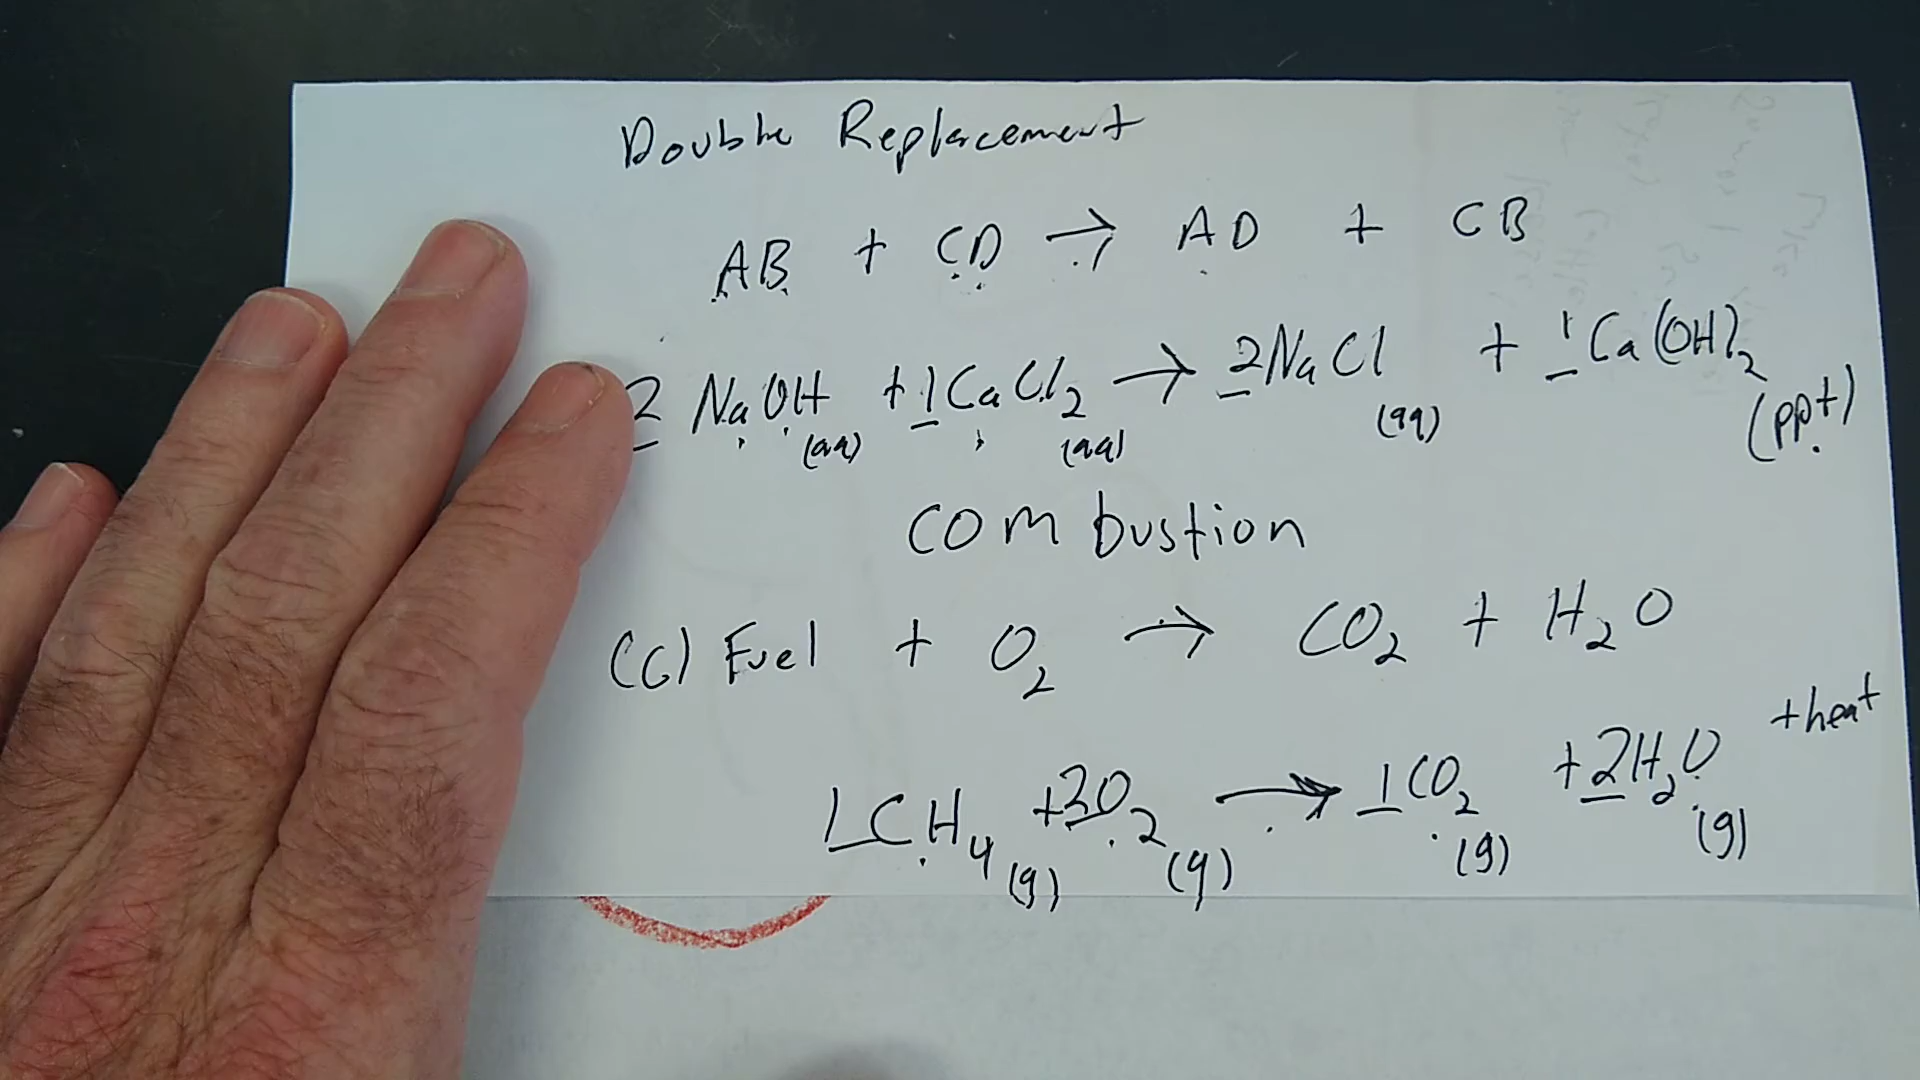 Double Replacement
AB + CD → AD + CB
2 NaOH (aq) + 1 CaCl2 (aq) → 2 NaCl (aq) + 1 Ca(OH)2 (ppt)
combustion
(C) Fuel + O2 → CO2 + H2O
1 CH4 (g) + 2O2 (g) → 1 CO2 (g) + 2 H2O (g) + heat